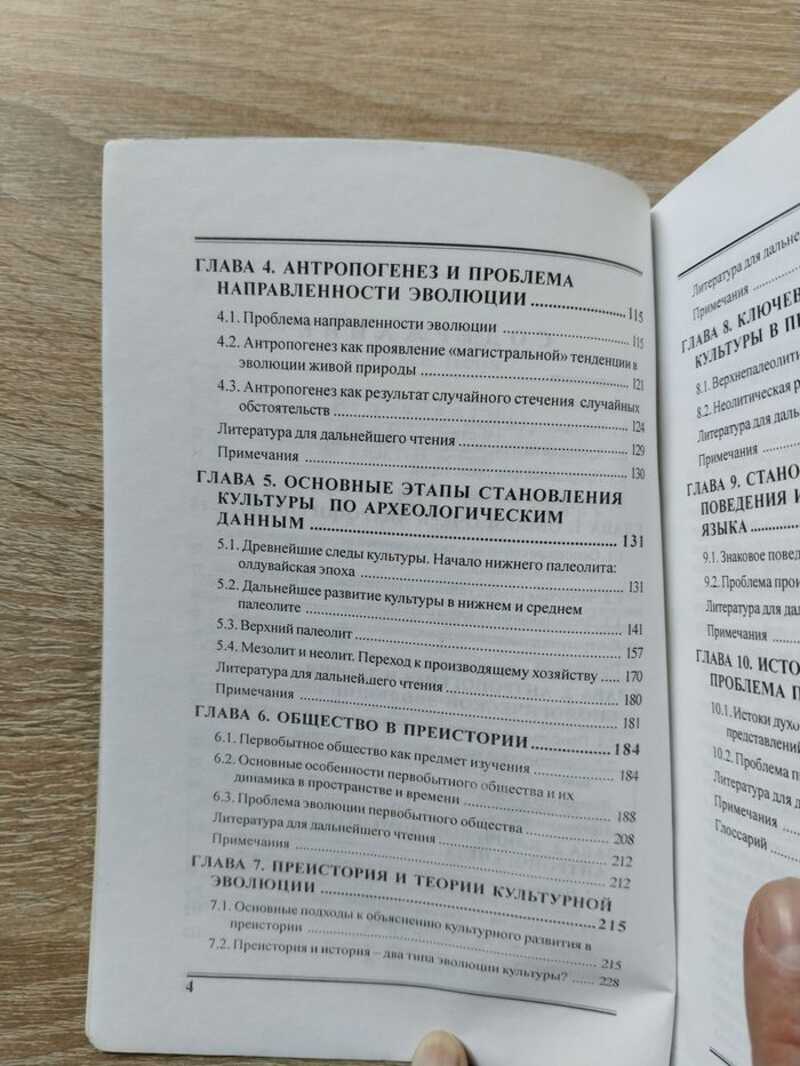 ГЛАВА 4. АНТРОПОГЕНЕЗ И ПРОБЛЕМА
НАПРАВЛЕННОСТИ ЭВОЛЮЦИИ ..................... 115
4.1. Проблема направленности эволюции ..................... 115
4.2. Антропогенез как проявление «магистральной» тенденции в
эволюции живой природы ..................... 121
4.3. Антропогенез как результат случайного стечения случайных
обстоятельств ..................... 124
Литература для дальнейшего чтения ..................... 129
Примечания ..................... 130
ГЛАВА 5. ОСНОВНЫЕ ЭТАПЫ СТАНОВЛЕНИЯ
КУЛЬТУРЫ ПО АРХЕОЛОГИЧЕСКИМ
ДАННЫМ ..................... 131
5.1. Древнейшие следы культуры. Начало нижнего палеолита:
олдувайская эпоха ..................... 131
5.2. Дальнейшее развитие культуры в нижнем и среднем
палеолите ..................... 141
5.3. Верхний палеолит ..................... 157
5.4. Мезолит и неолит. Переход к производящему хозяйству ..... 170
Литература для дальнейшего чтения ..................... 180
Примечания ..................... 181
ГЛАВА 6. ОБЩЕСТВО В ПРЕИСТОРИИ ..................... 184
6.1. Первобытное общество как предмет изучения ..................... 184
6.2. Основные особенности первобытного общества и их
динамика в пространстве и времени ..................... 188
6.3. Проблема эволюции первобытного общества ..................... 208
Литература для дальнейшего чтения ..................... 212
Примечания ..................... 212
ГЛАВА 7. ПРЕИСТОРИЯ И ТЕОРИИ КУЛЬТУРНОЙ
ЭВОЛЮЦИИ ..................... 215
7.1. Основные подходы к объяснению культурного развития в
преистории ..................... 215
7.2. Преистория и история – два типа эволюции культуры? ...... 228
4
Литература для дальне
Примечания .....................
ГЛАВА 8. КЛЮЧЕВ
КУЛЬТУРЫ В П
8.1. Верхнепалеолити
8.2. Неолитическая р
Литература для даль
Примечания .....................
ГЛАВА 9. СТАНО
ПОВЕДЕНИЯ И
ЯЗЫКА .....................
9.1. Знаковое повед
9.2. Проблема прои
Литература для дал
Примечания .....................
ГЛАВА 10. ИСТО
ПРОБЛЕМА П
10.1. Истоки духо
представлений
10.2. Проблема п
Литература для д
Примечания .....................
Глоссарий .....................